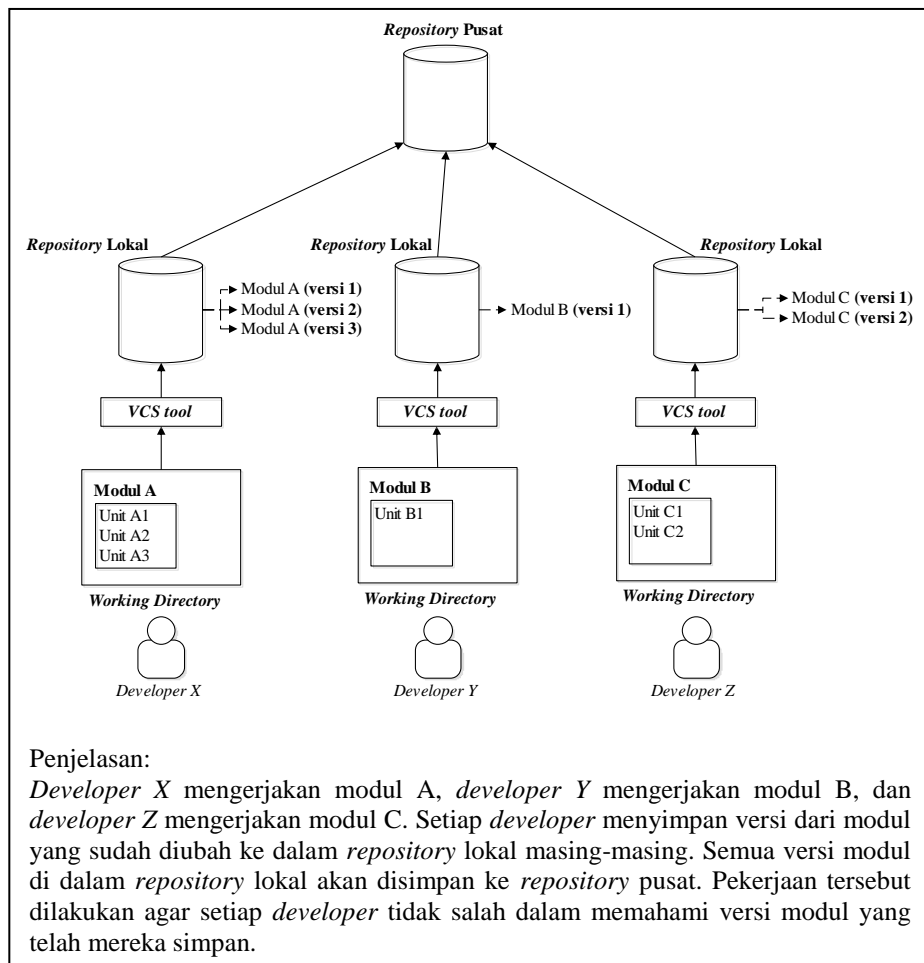 Repository Pusat
Repository Lokal
Repository Lokal
Repository Lokal
Modul A (versi 1)
Modul A (versi 2)
Modul A (versi 3)
Modul B (versi 1)
Modul C (versi 1)
Modul C (versi 2)
VCS tool
VCS tool
VCS tool
Modul A
Unit A1
Unit A2
Unit A3
Modul B
Unit B1
Modul C
Unit C1
Unit C2
Working Directory
Working Directory
Working Directory
Developer X
Developer Y
Developer Z
Penjelasan:
Developer X mengerjakan modul A, developer Y mengerjakan modul B, dan
developer Z mengerjakan modul C. Setiap developer menyimpan versi dari modul
yang sudah diubah ke dalam repository lokal masing-masing. Semua versi modul
di dalam repository lokal akan disimpan ke repository pusat. Pekerjaan tersebut
dilakukan agar setiap developer tidak salah dalam memahami versi modul yang
telah mereka simpan.